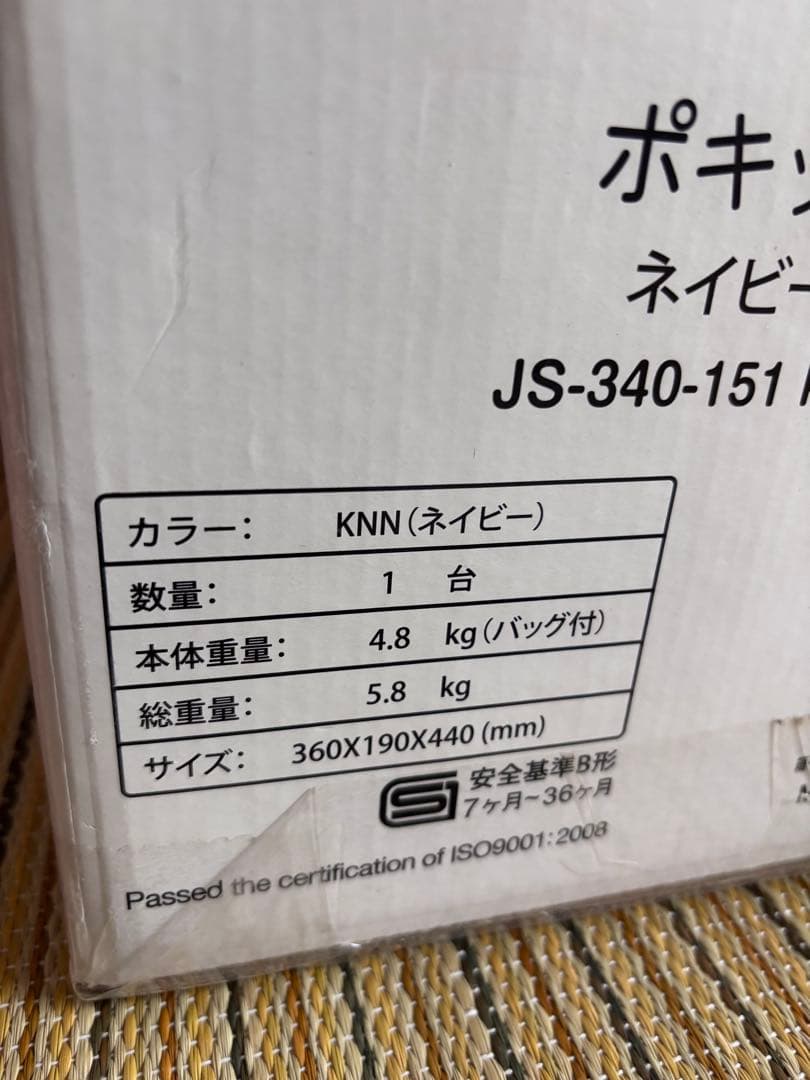 ポキッ
ネイビー
JS-340-151
カラー： KNN（ネイビー）
数量： 1 台
本体重量： 4.8 kg（バッグ付）
総重量： 5.8 kg
サイズ： 360X190X440 (mm)
SG 安全基準B形
7ヶ月~36ヶ月
Passed the certification of ISO9001:2008